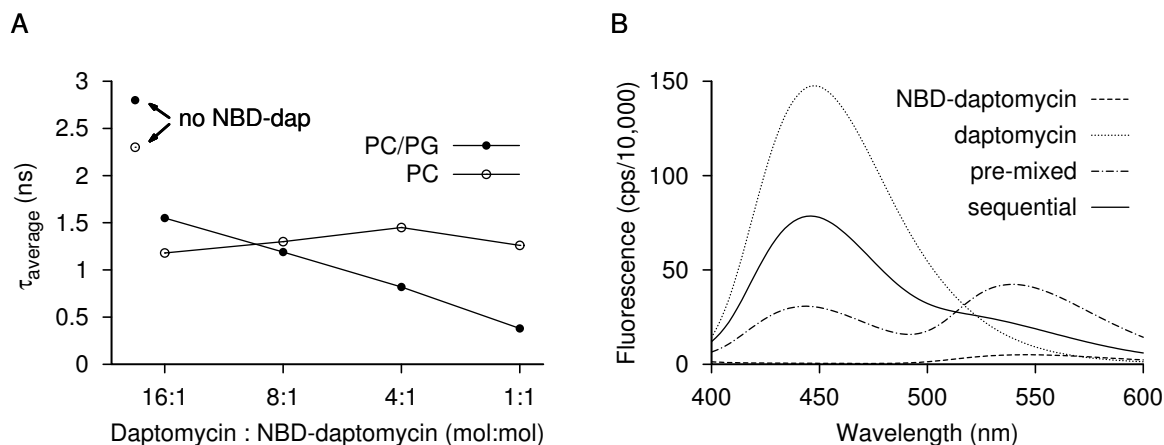 A
τaverage (ns)
3
2.5
2
1.5
1
0.5
0
no NBD-dap
PC/PG
PC
16:1 8:1 4:1 1:1
Daptomycin : NBD-daptomycin (mol:mol)
B
Fluorescence (cps/10,000)
150
100
50
0
NBD-daptomycin
daptomycin
pre-mixed
sequential
400 450 500 550 600
Wavelength (nm)